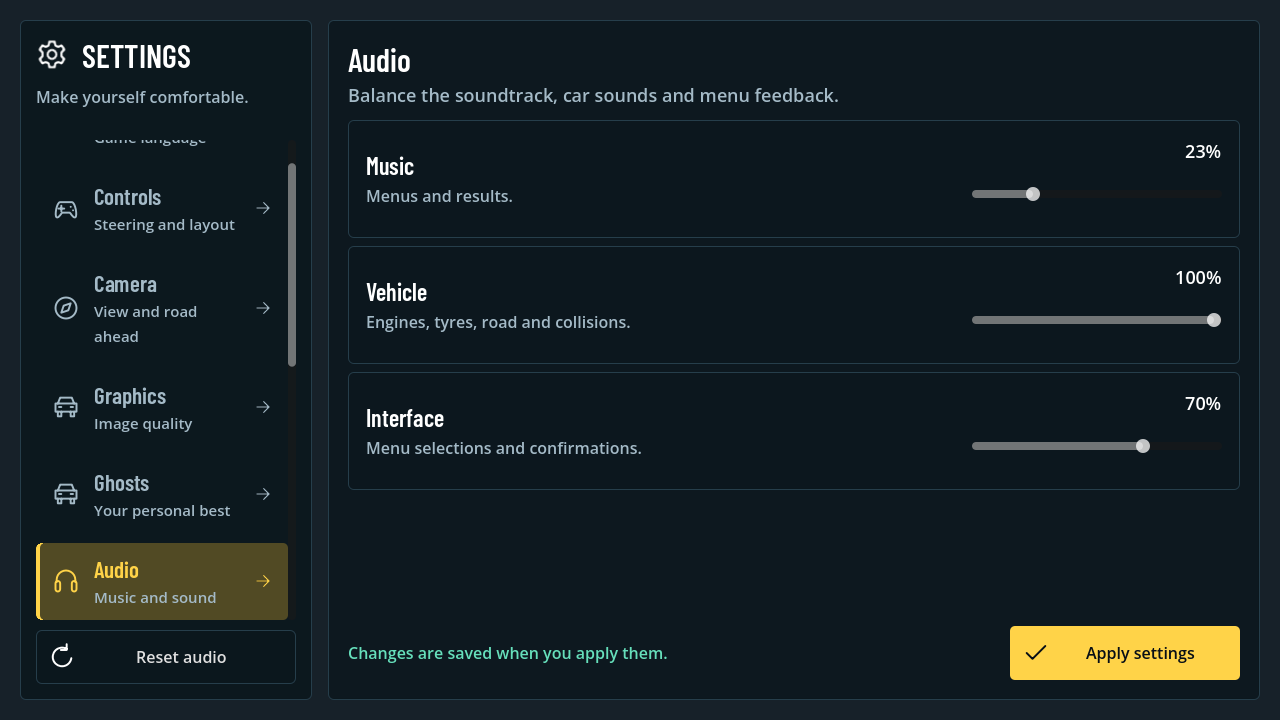 SETTINGS
Make yourself comfortable.
Game language
Controls
Steering and layout
Camera
View and road
ahead
Graphics
Image quality
Ghosts
Your personal best
Audio
Music and sound
Reset audio
Audio
Balance the soundtrack, car sounds and menu feedback.
Music
Menus and results.
23%
Vehicle
Engines, tyres, road and collisions.
100%
Interface
Menu selections and confirmations.
70%
Changes are saved when you apply them.
Apply settings